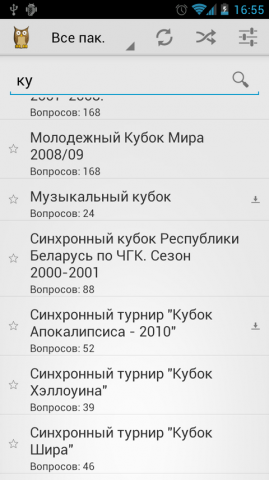 16:55
Все пак.
ку
2001-2008.
Вопросов: 168
Молодежный Кубок Мира
2008/09
Вопросов: 168
Музыкальный кубок
Вопросов: 24
Синхронный кубок Республики
Беларусь по ЧГК. Сезон
2000-2001
Вопросов: 88
Синхронный турнир "Кубок
Апокалипсиса - 2010"
Вопросов: 52
Синхронный турнир "Кубок
Хэллоуина"
Вопросов: 39
Синхронный турнир "Кубок
Шира"
Вопросов: 46